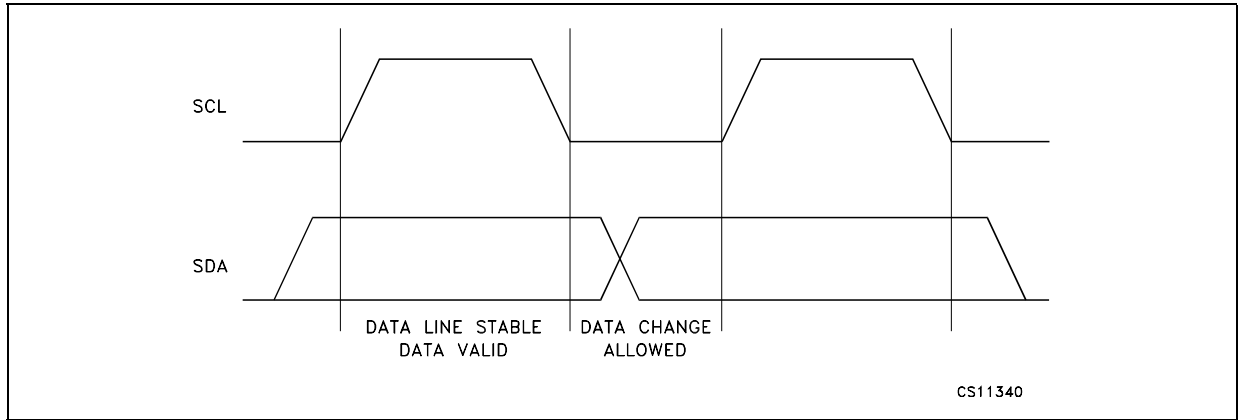 SCL
SDA
DATA LINE STABLE
DATA VALID
DATA CHANGE
ALLOWED
CS11340